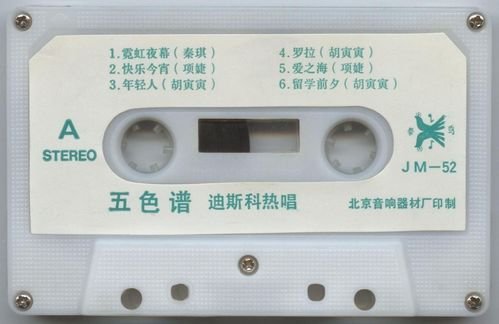 1.霓虹夜幕(秦琪)
2.快乐今宵(项婕)
3.年轻人(胡寅寅)
4.罗拉(胡寅寅)
5.爱之海(项婕)
6.留学前夕(胡寅寅)
A
STEREO
JM-52
五色谱 迪斯科热唱
北京音响器材厂印制